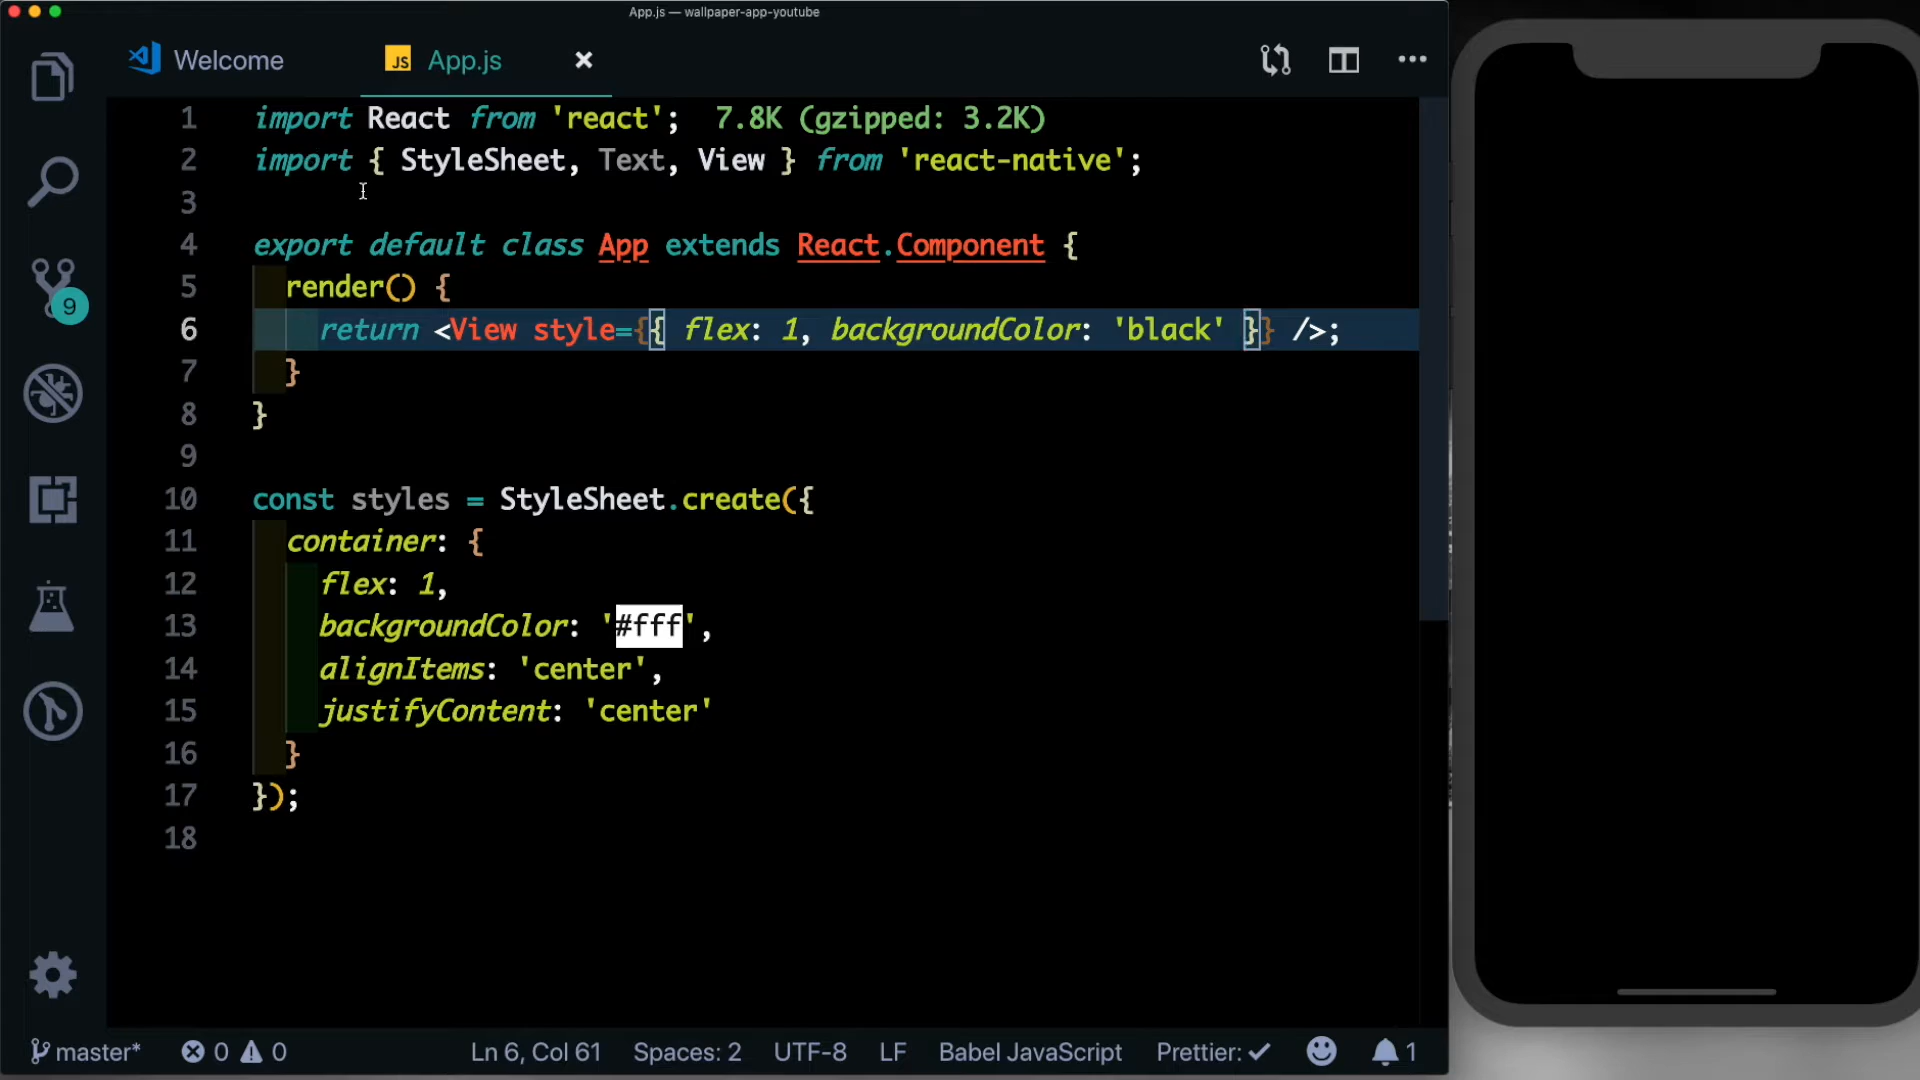 App.js — wallpaper-app-youtube
Welcome
JS App.js
1 import React from 'react'; 7.8K (gzipped: 3.2K)
2 import { StyleSheet, Text, View } from 'react-native';
3
4 export default class App extends React.Component {
5 render() {
6 return <View style={{ flex: 1, backgroundColor: 'black' }} />;
7 }
8 }
9
10 const styles = StyleSheet.create({
11 container: {
12 flex: 1,
13 backgroundColor: '#fff',
14 alignItems: 'center',
15 justifyContent: 'center'
16 }
17 });
18
9
master* 0 0 Ln 6, Col 61 Spaces: 2 UTF-8 LF Babel JavaScript Prettier: ✓ 1